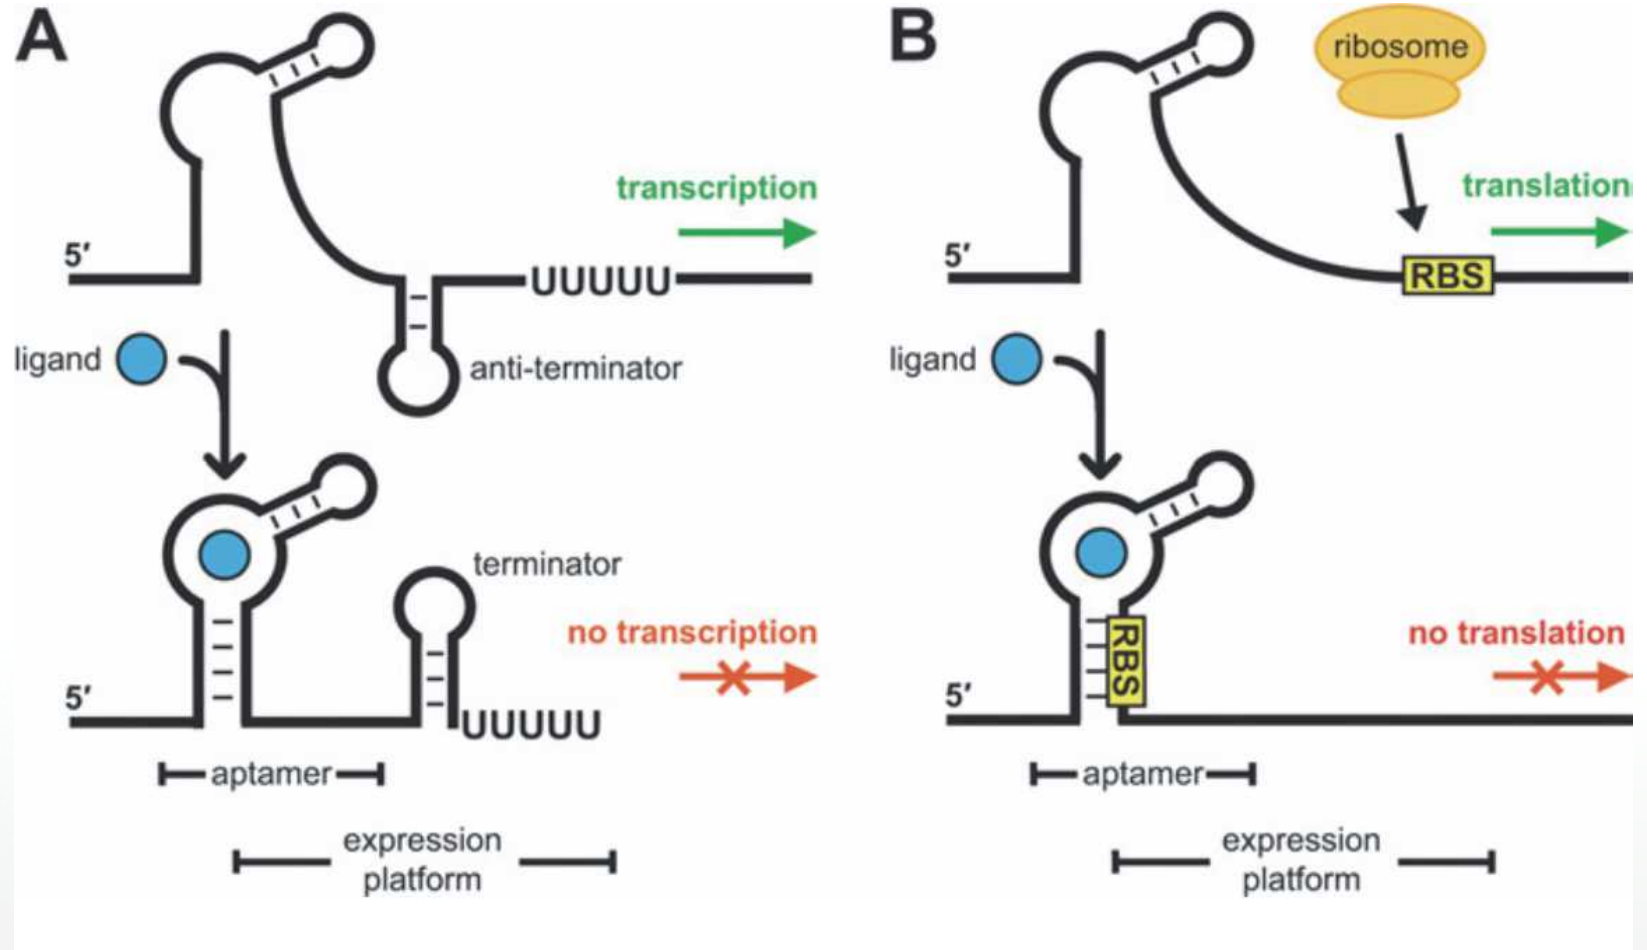 A
transcription
5′
UUUUU
ligand
anti-terminator
terminator
no transcription
5′
UUUUU
aptamer
expression
platform
B
ribosome
translation
5′
RBS
ligand
RBS
no translation
5′
aptamer
expression
platform